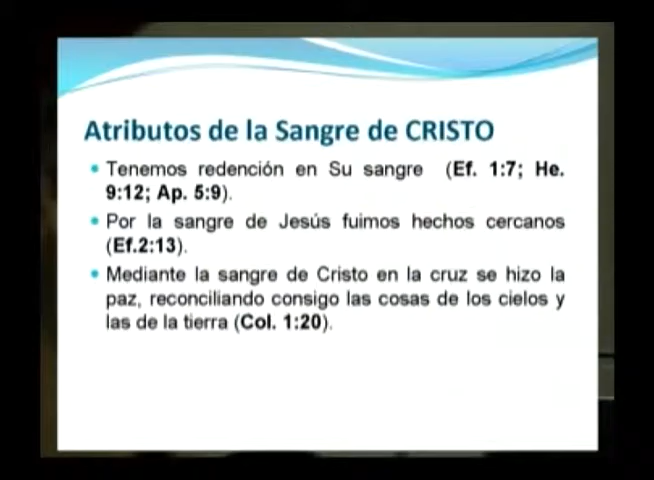 Atributos de la Sangre de CRISTO
• Tenemos redención en Su sangre (Ef. 1:7; He.
9:12; Ap. 5:9).
• Por la sangre de Jesús fuimos hechos cercanos
(Ef.2:13).
• Mediante la sangre de Cristo en la cruz se hizo la
paz, reconciliando consigo las cosas de los cielos y
las de la tierra (Col. 1:20).